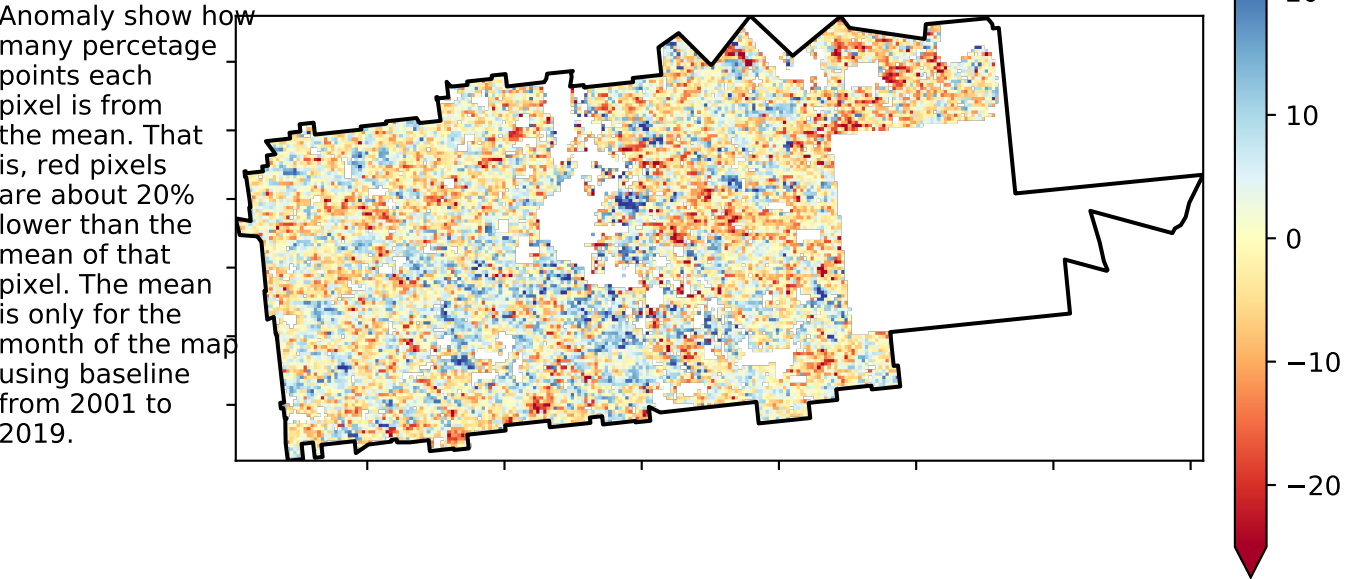 Anomaly show how
many percetage
points each
pixel is from
the mean. That
is, red pixels
are about 20%
lower than the
mean of that
pixel. The mean
is only for the
month of the map
using baseline
from 2001 to
2019.
10
0
−10
−20